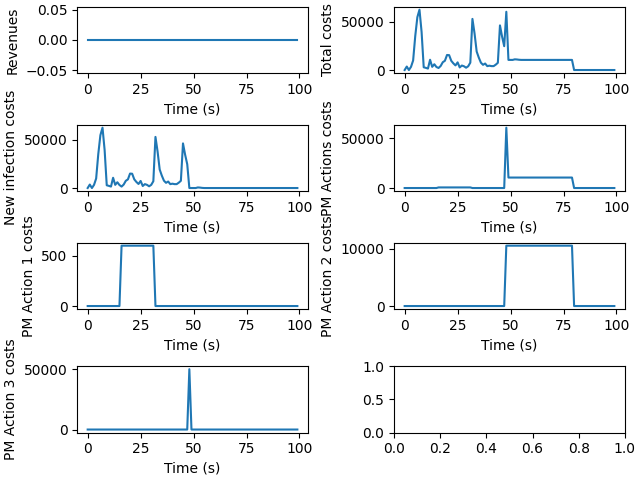 Revenues
0.05
0.00
−0.05
0 25 50 75 100
Time (s)
Total costs
50000
0
0 25 50 75 100
Time (s)
New infection costs
50000
0
0 25 50 75 100
Time (s)
PM Actions costs
50000
0
0 25 50 75 100
Time (s)
PM Action 1 costs
500
0
0 25 50 75 100
Time (s)
PM Action 2 costs
10000
0
0 25 50 75 100
Time (s)
PM Action 3 costs
50000
0
0 25 50 75 100
Time (s)
1.0
0.5
0.0
0.0 0.2 0.4 0.6 0.8 1.0